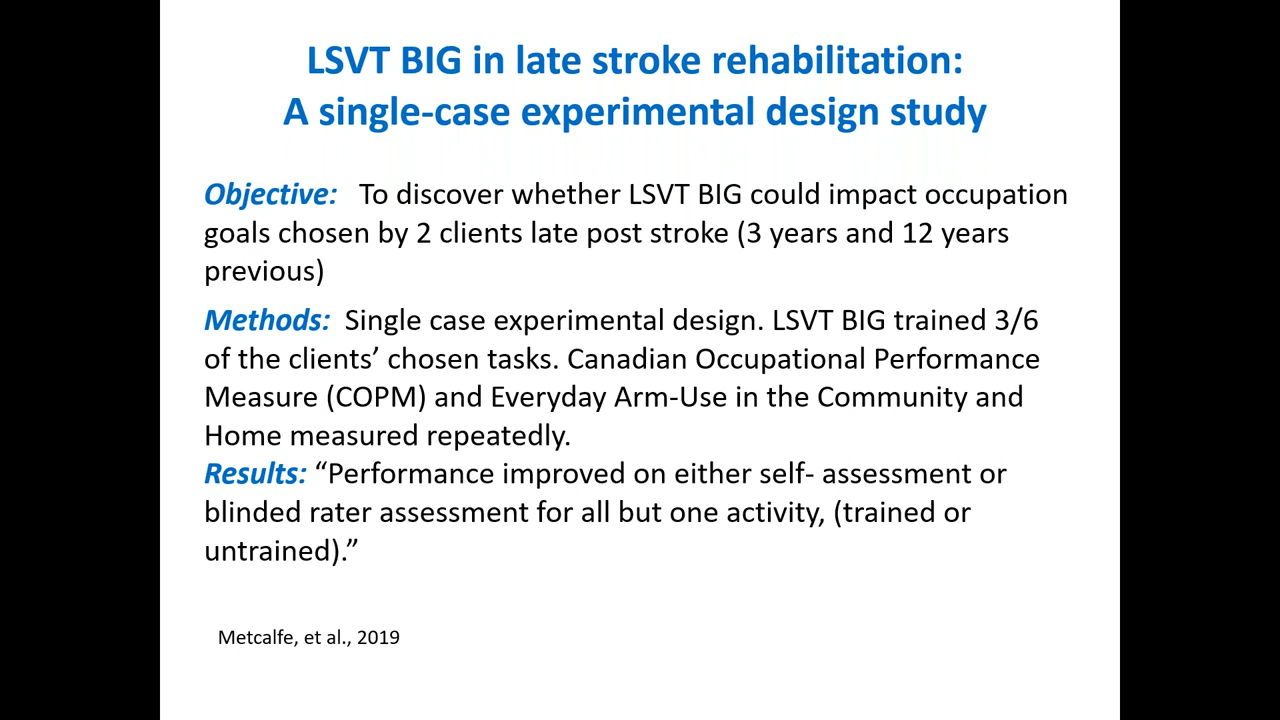 LSVT BIG in late stroke rehabilitation:
A single-case experimental design study
Objective: To discover whether LSVT BIG could impact occupation
goals chosen by 2 clients late post stroke (3 years and 12 years
previous)
Methods: Single case experimental design. LSVT BIG trained 3/6
of the clients’ chosen tasks. Canadian Occupational Performance
Measure (COPM) and Everyday Arm-Use in the Community and
Home measured repeatedly.
Results: “Performance improved on either self- assessment or
blinded rater assessment for all but one activity, (trained or
untrained).”
Metcalfe, et al., 2019